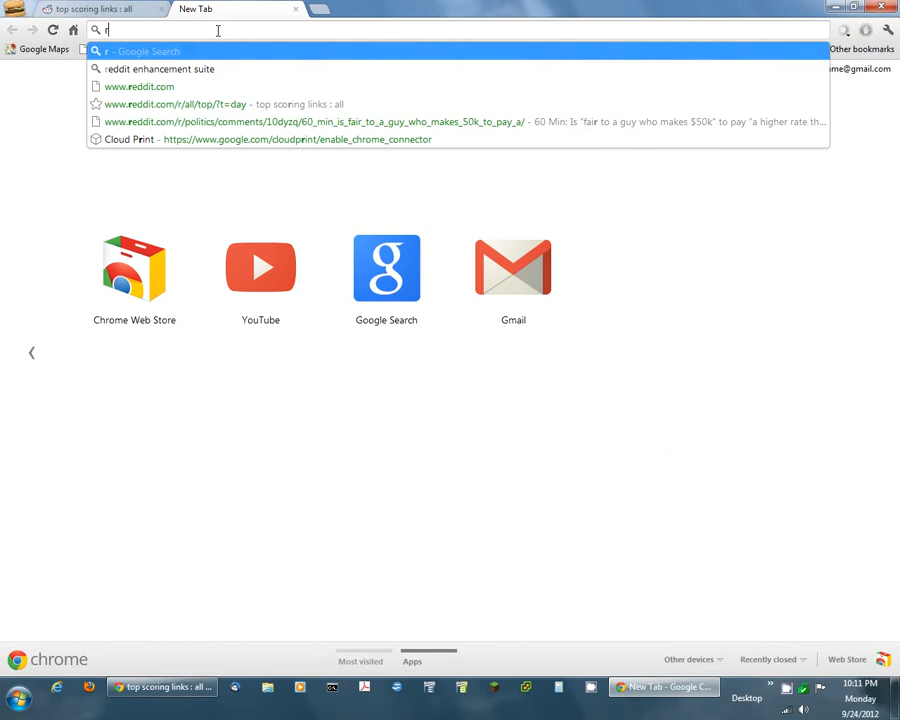 top scoring links : all
New Tab
r
Google Maps
Other bookmarks
r - Google Search
reddit enhancement suite
www.reddit.com
www.reddit.com/r/all/top/?t=day - top scoring links : all
www.reddit.com/r/politics/comments/10dyzq/60_min_is_fair_to_a_guy_who_makes_50k_to_pay_a/ - 60 Min: Is "fair to a guy who makes $50k" to pay "a higher rate th...
Cloud Print - https://www.google.com/cloudprint/enable_chrome_connector
ame@gmail.com
Chrome Web Store
YouTube
Google Search
Gmail
chrome
Most visited
Apps
Other devices
Recently closed
Web Store
top scoring links : al...
New Tab - Google C...
Desktop
10:11 PM
Monday
9/24/2012